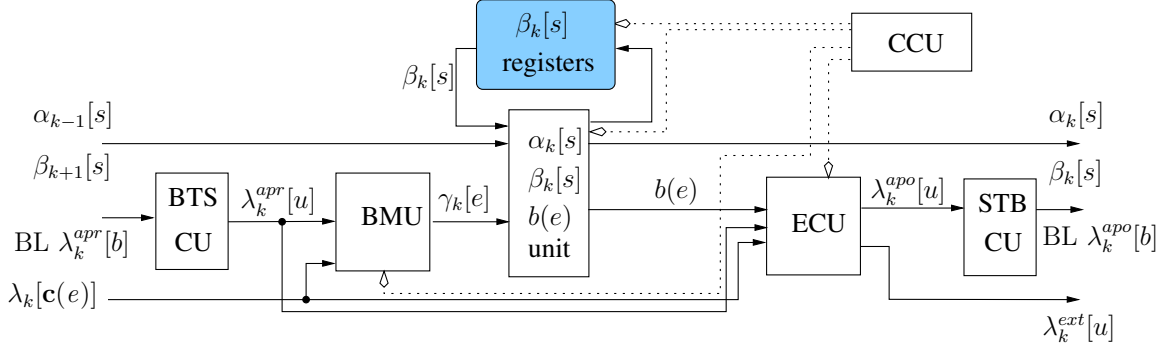 β_k[s]
registers
CCU
β_k[s]
α_{k−1}[s]
β_{k+1}[s]
α_k[s]
β_k[s]
b(e)
unit
α_k[s]
β_k[s]
BTS
CU
λ_k^{apr}[u]
BMU
γ_k[e]
b(e)
ECU
λ_k^{apo}[u]
STB
CU
BL λ_k^{apr}[b]
BL λ_k^{apo}[b]
λ_k[c(e)]
λ_k^{ext}[u]